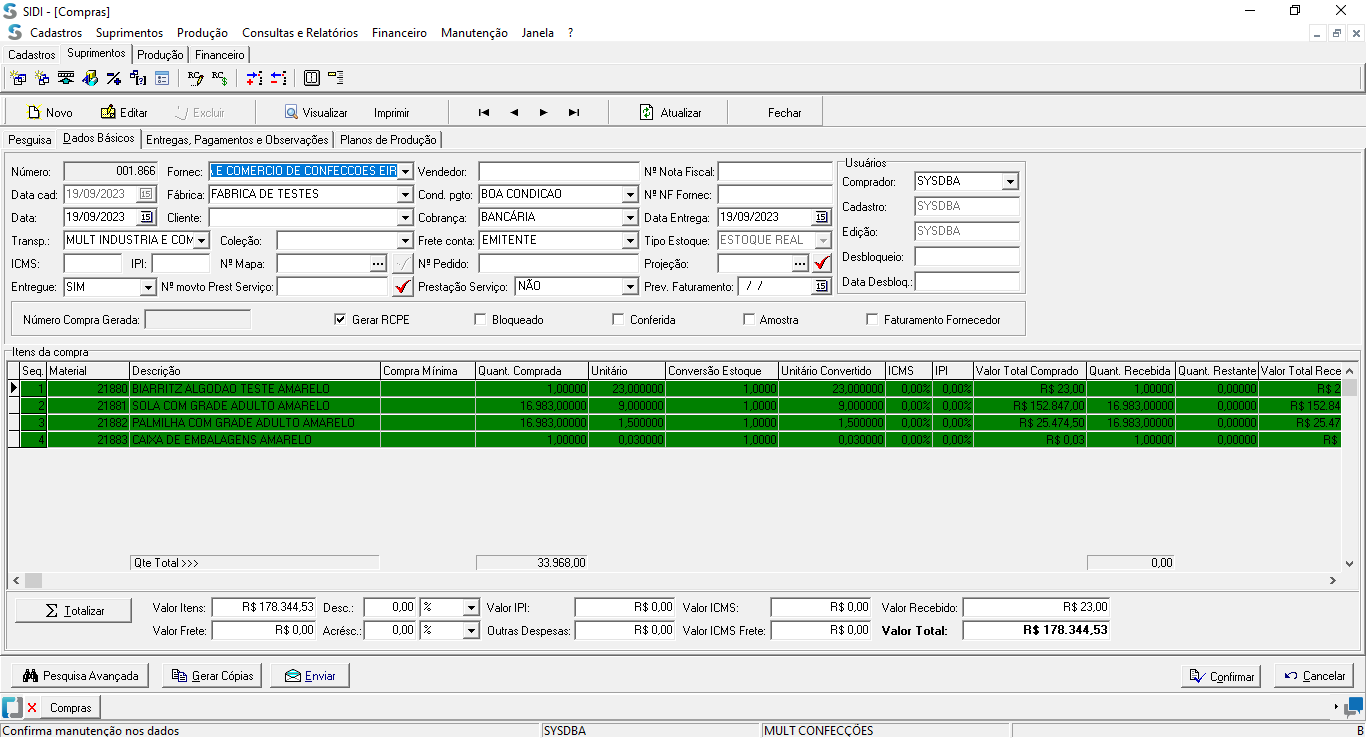 SIDI - [Compras]
Cadastros Suprimentos Produção Consultas e Relatórios Financeiro Manutenção Janela ?
Cadastros Suprimentos Produção Financeiro
Novo Editar Excluir Visualizar Imprimir Atualizar Fechar
Pesquisa Dados Básicos Entregas, Pagamentos e Observações Planos de Produção
Usuários
Número: 001.866 Fornec: E COMERCIO DE CONFECCOES EIR Vendedor: Nº Nota Fiscal: Comprador: SYSDBA
Data cad: 19/09/2023 15 Fábrica: FABRICA DE TESTES Cond. pgto: BOA CONDICAO Nº NF Fornec: Cadastro: SYSDBA
Data: 19/09/2023 15 Cliente: Cobrança: BANCÁRIA Data Entrega: 19/09/2023 15 Edição: SYSDBA
Transp.: MULT INDUSTRIA E COM Coleção: Frete conta: EMITENTE Tipo Estoque: ESTOQUE REAL
ICMS: IPI: Nº Mapa: ... Nº Pedido: Projeção: ... Desbloqueio:
Entregue: SIM Nº movto Prest Serviço: Prestação Serviço: NÃO Prev. Faturamento: / / 15 Data Desbloq.:
Número Compra Gerada: Gerar RCPE Bloqueado Conferida Amostra Faturamento Fornecedor
Itens da compra
Seq. Material Descrição Compra Mínima Quant. Comprada Unitário Conversão Estoque Unitário Convertido ICMS IPI Valor Total Comprado Quant. Recebida Quant. Restante Valor Total Rece
1 21880 BIARRITZ ALGODAO TESTE AMARELO 1,00000 23,000000 1,0000 23,000000 0,00% 0,00% R$ 23,00 1,00000 0,00000 R$ 2
2 21881 SOLA COM GRADE ADULTO AMARELO 16.983,00000 9,000000 1,0000 9,000000 0,00% 0,00% R$ 152.847,00 16.983,00000 0,00000 R$ 152.84
3 21882 PALMILHA COM GRADE ADULTO AMARELO 16.983,00000 1,500000 1,0000 1,500000 0,00% 0,00% R$ 25.474,50 16.983,00000 0,00000 R$ 25.47
4 21883 CAIXA DE EMBALAGENS AMARELO 1,00000 0,030000 1,0000 0,030000 0,00% 0,00% R$ 0,03 1,00000 0,00000 R$
Qte Total >>> 33.968,00 0,00
Σ Totalizar Valor Itens: R$ 178.344,53 Desc.: 0,00 % Valor IPI: R$ 0,00 Valor ICMS: R$ 0,00 Valor Recebido: R$ 23,00
Valor Frete: R$ 0,00 Acrésc.: 0,00 % Outras Despesas: R$ 0,00 Valor ICMS Frete: R$ 0,00 Valor Total: R$ 178.344,53
Pesquisa Avançada Gerar Cópias Enviar Confirmar Cancelar
Compras
Confirma manutenção nos dados SYSDBA MULT CONFECÇÕES B